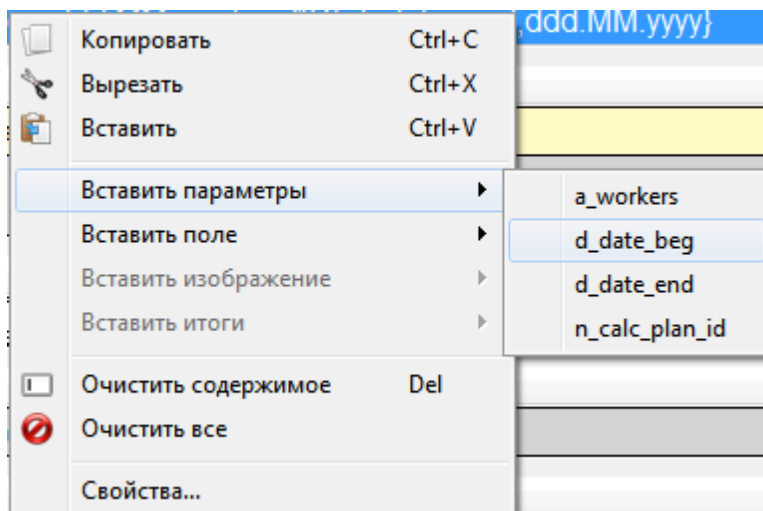 ,ddd.MM.yyyy}
Копировать Ctrl+C
Вырезать Ctrl+X
Вставить Ctrl+V
Вставить параметры
Вставить поле
Вставить изображение
Вставить итоги
Очистить содержимое Del
Очистить все
Свойства...
a_workers
d_date_beg
d_date_end
n_calc_plan_id